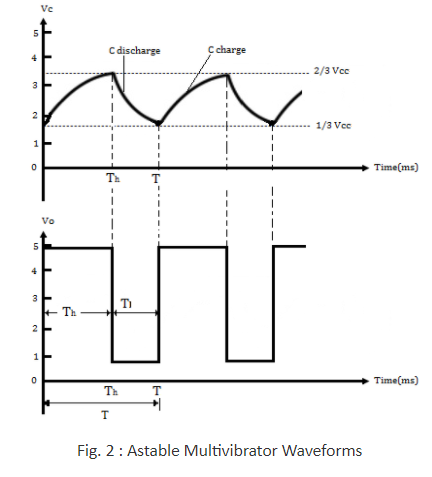 Vc
5
4
C discharge
C charge
2/3 Vcc
3
2
1/3 Vcc
1
0
Time(ms)
Th
T
Vo
5
4
3
Th
Tl
2
1
0
Time(ms)
Th
T
T
Fig. 2 : Astable Multivibrator Waveforms